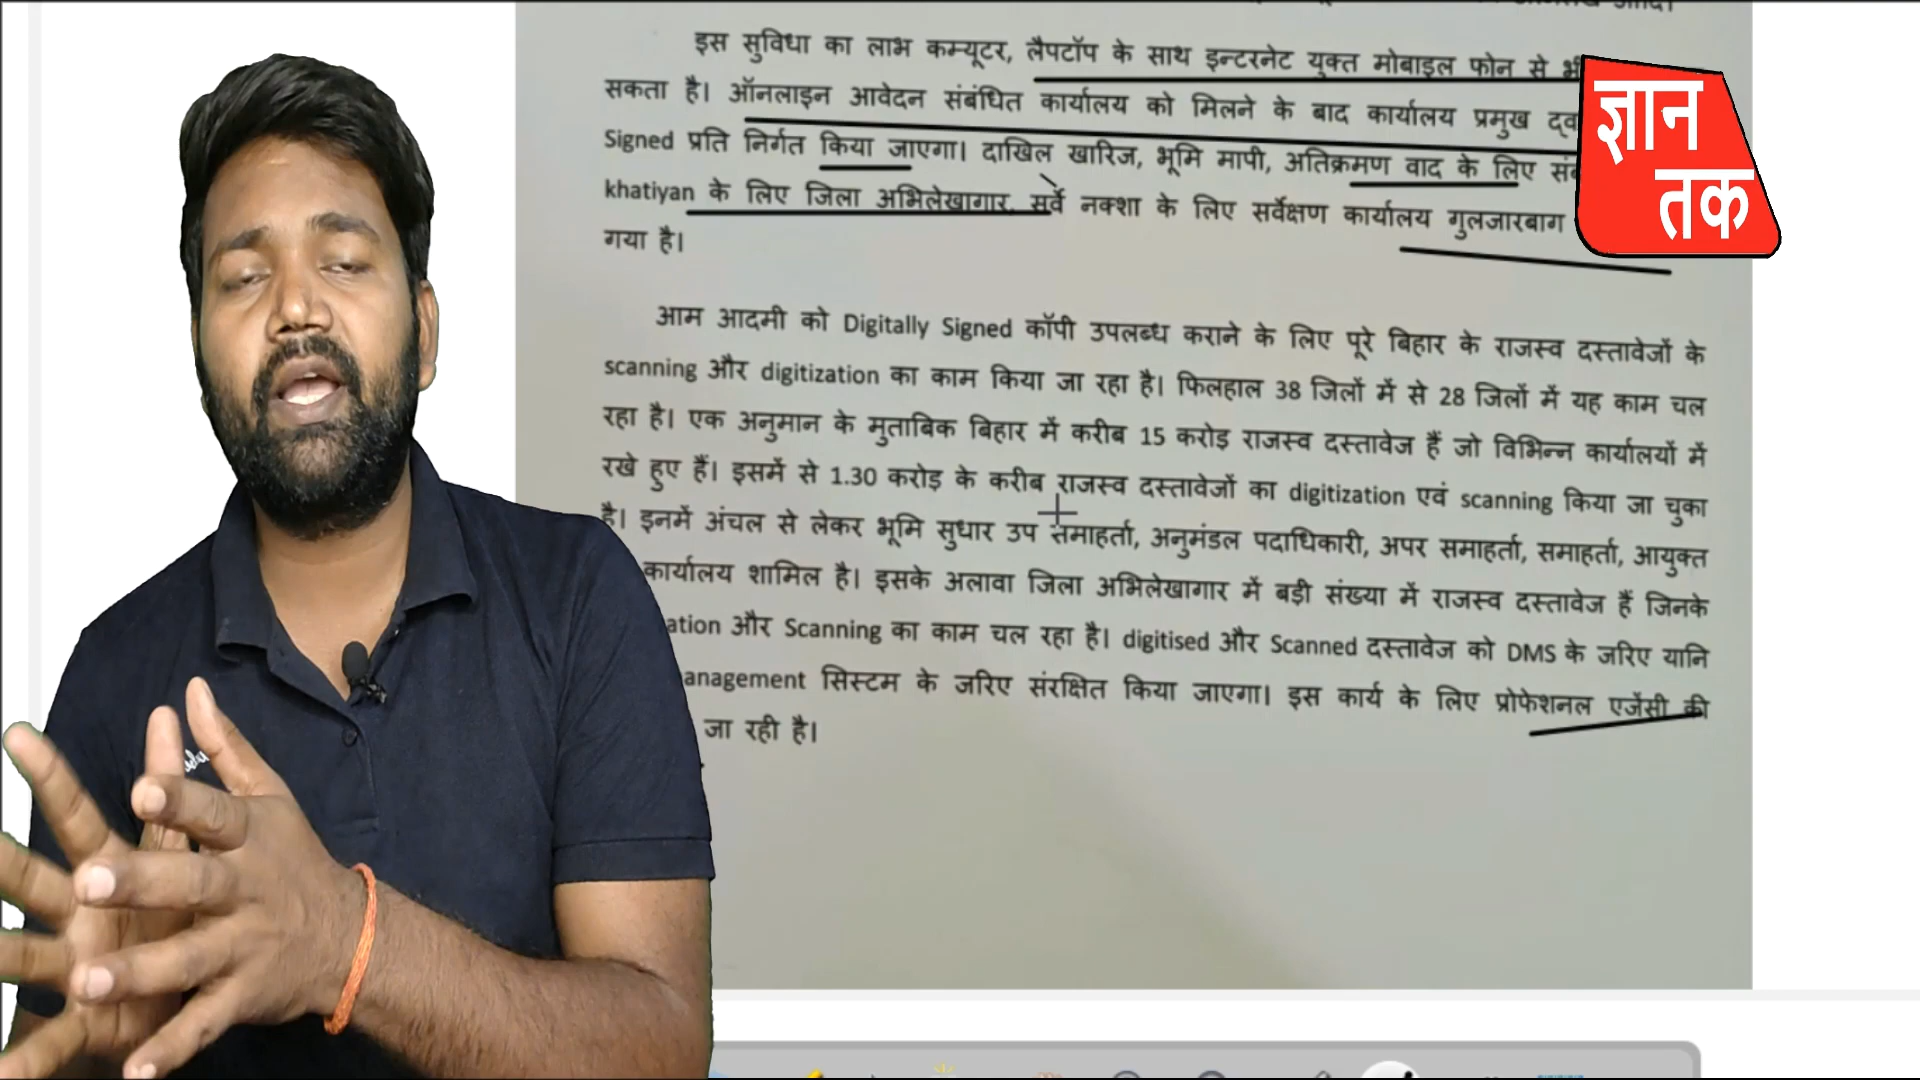 इस सुविधा का लाभ कम्यूटर, लैपटॉप के साथ इन्टरनेट युक्त मोबाइल फोन से
सकता है। ऑनलाइन आवेदन संबंधित कार्यालय को मिलने के बाद कार्यालय प्रमुख
Signed प्रति निर्गत किया जाएगा। दाखिल खारिज, भूमि मापी, अतिक्रमण वाद के लिए
khatiyan के लिए जिला अभिलेखागार, सर्वे नक्शा के लिए सर्वेक्षण कार्यालय गुलजारबाग
गया है।
ज्ञान
तक
आम आदमी को Digitally Signed कॉपी उपलब्ध कराने के लिए पूरे बिहार के राजस्व दस्तावेजों के
scanning और digitization का काम किया जा रहा है। फिलहाल 38 जिलों में से 28 जिलों में यह काम चल
रहा है। एक अनुमान के मुताबिक बिहार में करीब 15 करोड़ राजस्व दस्तावेज हैं जो विभिन्न कार्यालयों में
रखे हुए हैं। इसमें से 1.30 करोड़ के करीब राजस्व दस्तावेजों का digitization एवं scanning किया जा चुका
है। इनमें अंचल से लेकर भूमि सुधार उप समाहर्ता, अनुमंडल पदाधिकारी, अपर समाहर्ता, समाहर्ता, आयुक्त
कार्यालय शामिल है। इसके अलावा जिला अभिलेखागार में बड़ी संख्या में राजस्व दस्तावेज हैं जिनके
ation और Scanning का काम चल रहा है। digitised और Scanned दस्तावेज को DMS के जरिए यानि
anagement सिस्टम के जरिए संरक्षित किया जाएगा। इस कार्य के लिए प्रोफेशनल एजेंसी की
जा रही है।